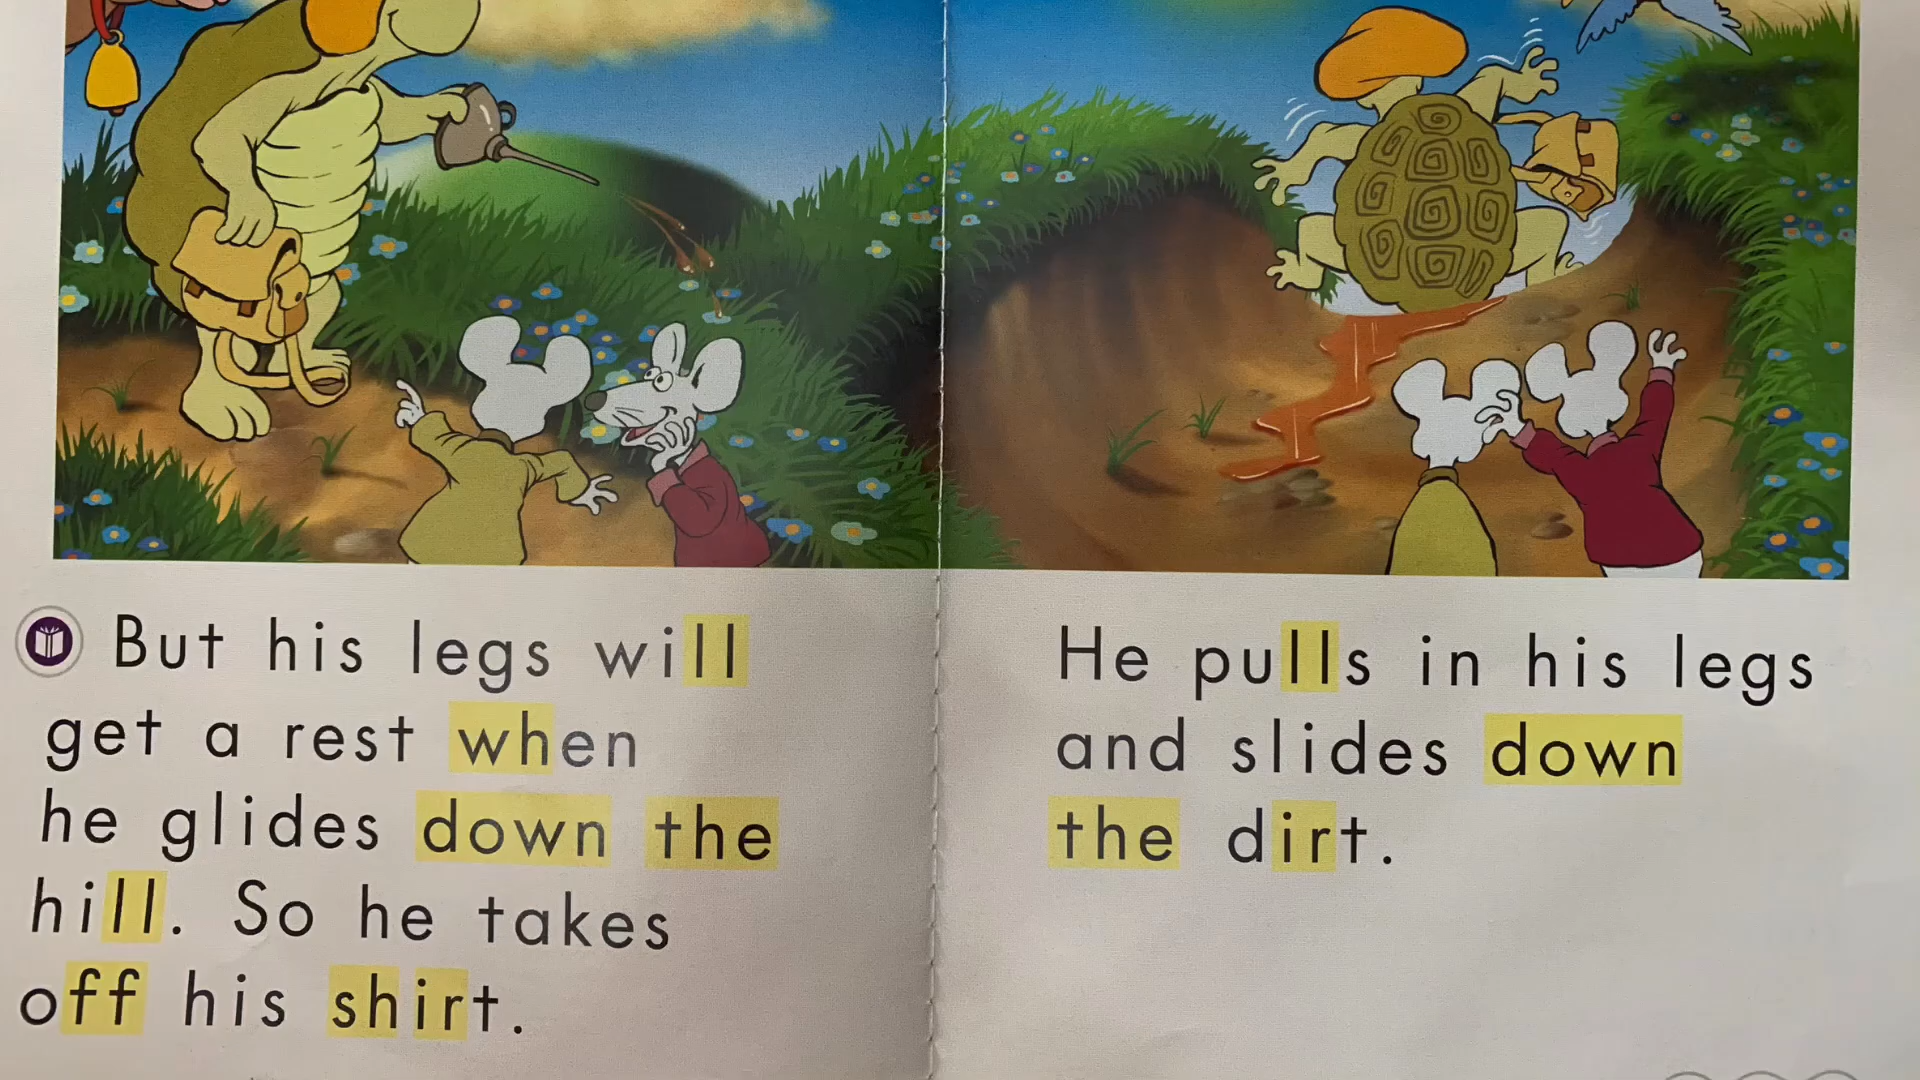 But his legs will
get a rest when
he glides down the
hill. So he takes
off his shirt.
He pulls in his legs
and slides down
the dirt.